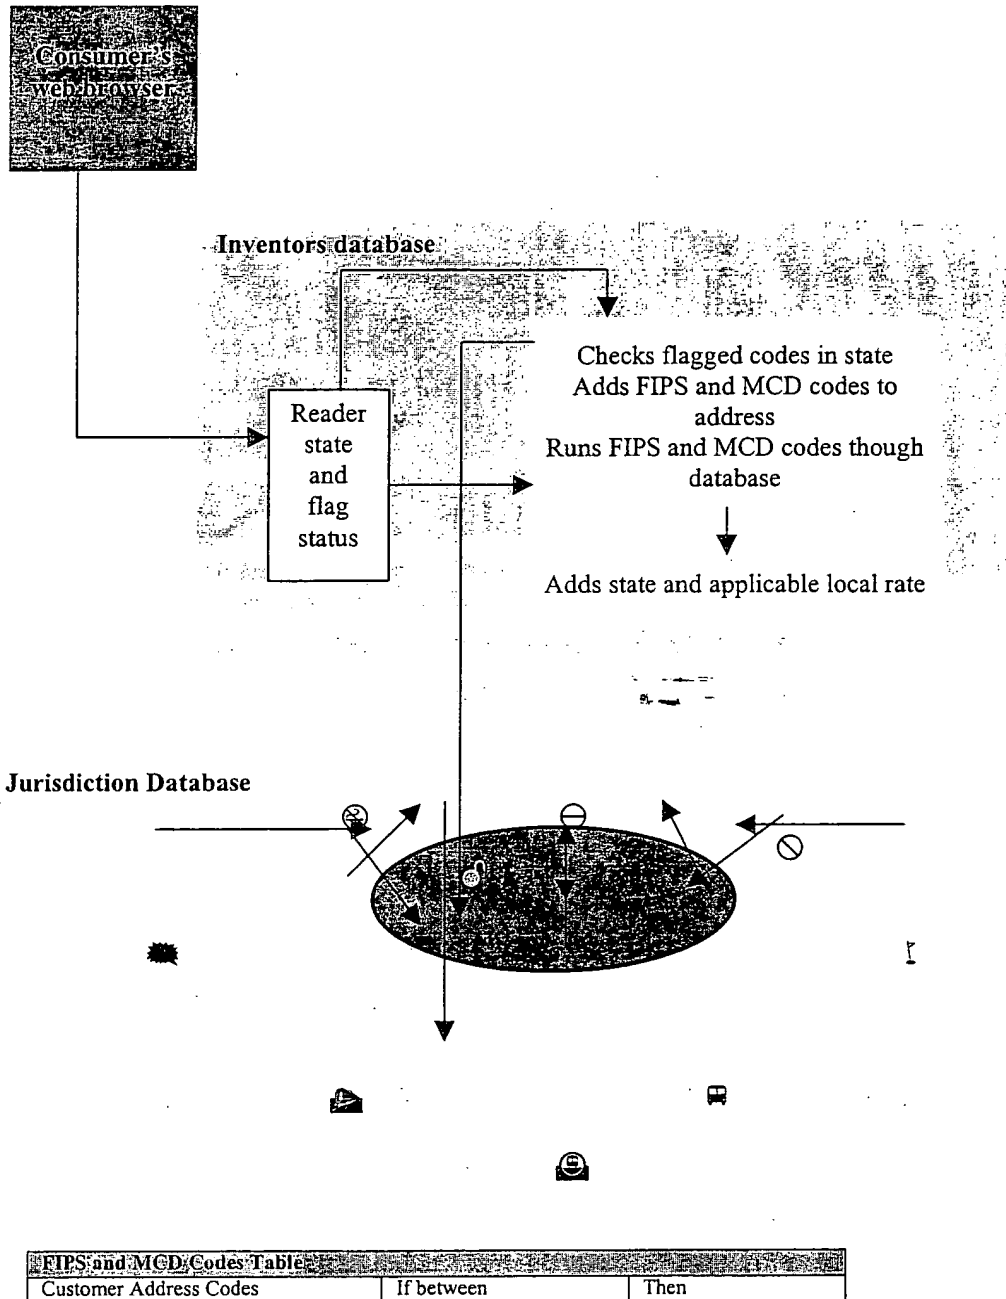 Consumer's
web browser
Inventors database
Checks flagged codes in state
Adds FIPS and MCD codes to
address
Runs FIPS and MCD codes though
database
Reader
state
and
flag
status
Adds state and applicable local rate
Jurisdiction Database
FIPS and MCD Codes Table
Customer Address Codes If between Then